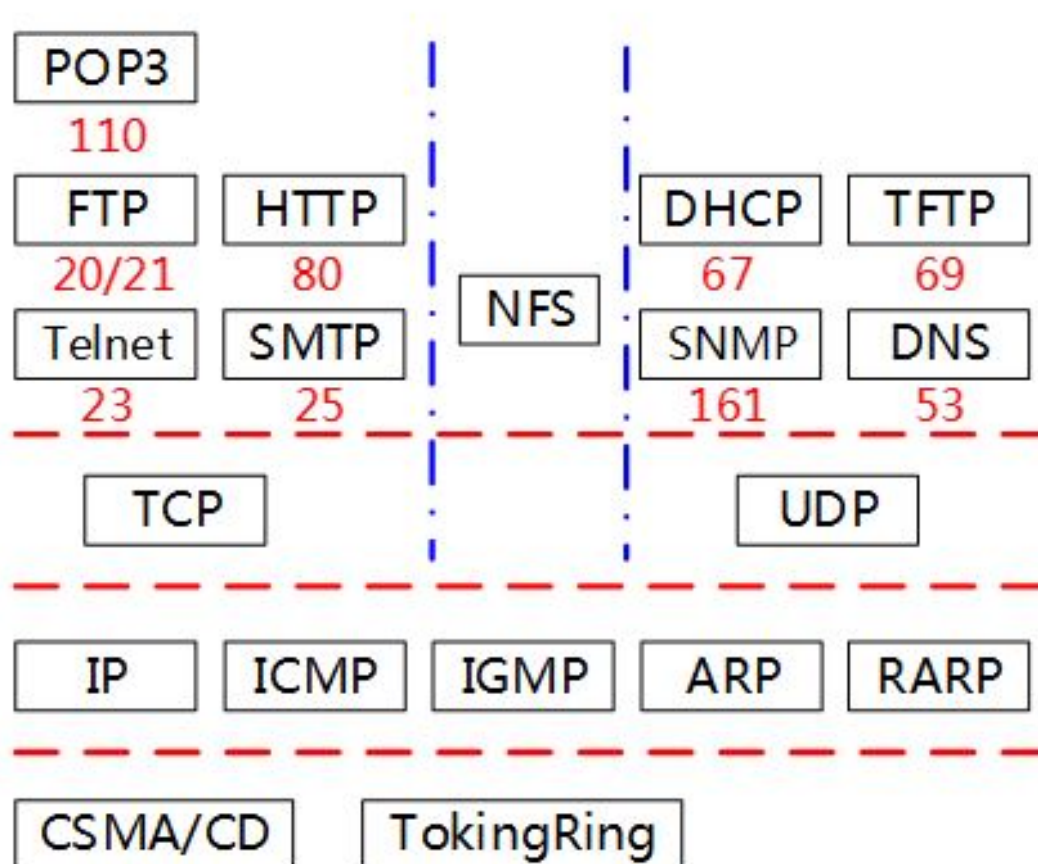 POP3
110
FTP HTTP DHCP TFTP
20/21 80 67 69
NFS
Telnet SMTP SNMP DNS
23 25 161 53
TCP UDP
IP ICMP IGMP ARP RARP
CSMA/CD TokingRing